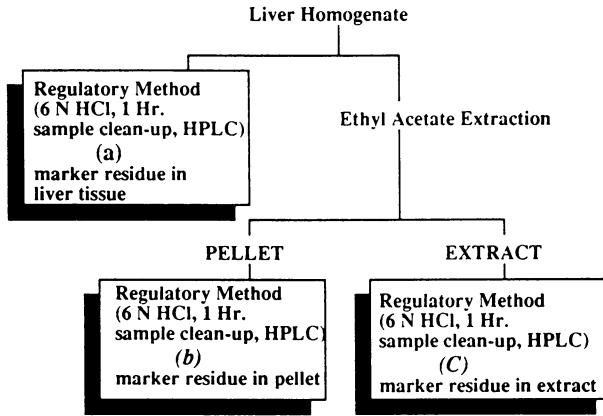 Liver Homogenate
Regulatory Method
(6 N HCl, 1 Hr.
sample clean-up, HPLC)
(a)
marker residue in
liver tissue
Ethyl Acetate Extraction
PELLET
EXTRACT
Regulatory Method
(6 N HCl, 1 Hr.
sample clean-up, HPLC)
(b)
marker residue in pellet
Regulatory Method
(6 N HCl, 1 Hr.
sample clean-up, HPLC)
(C)
marker residue in extract